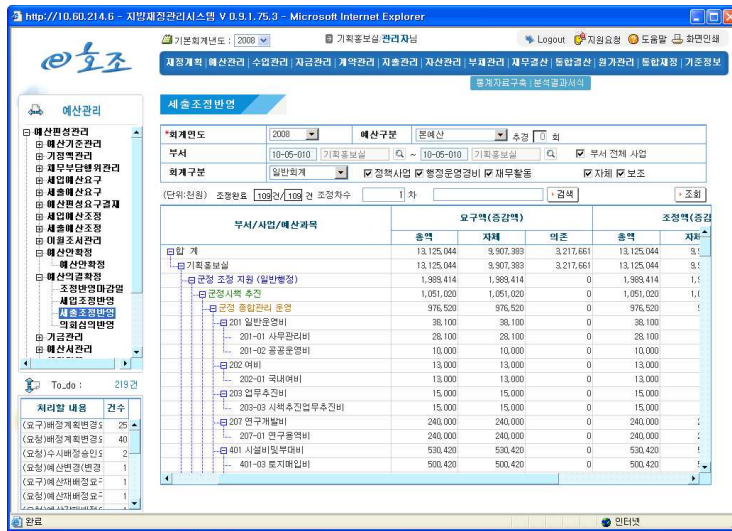 http://10.60.214.6 - 지방재정관리시스템 V 0.9.1.75.3 - Microsoft Internet Explorer
e호조
기본회계년도 : 2008 기획홍보실 관리자님 Logout 지원요청 도움말 화면인쇄
재정계획 | 예산관리 | 수입관리 | 자금관리 | 계약관리 | 지출관리 | 자산관리 | 부채관리 | 재무결산 | 통합결산 | 원가관리 | 통합재정 | 기준정보
통계자료구축 | 분석결과서식
예산관리
예산편성관리
예산기준관리
기정액관리
채무부담행위관리
세입예산요구
세출예산요구
예산편성요구결재
세입예산조정
세출예산조정
이월조서관리
예산안확정
예산안확정
예산의결확정
조정반영마감일
세입조정반영
세출조정반영
의회심의반영
기금관리
예산서관리
To_do : 219건
처리할 내용 건수
(요구)배정계획변경요 25
(요청)배정계획변경요 40
(요청)수시배정승인요 2
(요청)예산변경(변경 1
(요청)예산재배정요구 1
(요청)예산재배정요구 1
세출조정반영
*회계연도 2008 예산구분 본예산 추경 0 회
부서 10-05-010 기획홍보실 ~ 10-05-010 기획홍보실 부서 전체 사업
회계구분 일반회계 정책사업 행정운영경비 재무활동 자체 보조
(단위:천원) 조정완료 109건/109 건 조정차수 1 차 검색 조회
부서/사업/예산과목 요구액(증감액) 조정액(증감
총액 자체 의존 총액 자체
합 계 13,125,044 9,907,383 3,217,661 13,125,044
기획홍보실 13,125,044 9,907,383 3,217,661 13,125,044
군정 조정 지원 (일반행정) 1,989,414 1,989,414 0 1,989,414
군정시책 추진 1,051,020 1,051,020 0 1,051,020
군정 종합관리 운영 976,520 976,520 0 976,520
201 일반운영비 38,100 38,100 0 38,100
201-01 사무관리비 28,100 28,100 0 28,100
201-02 공공운영비 10,000 10,000 0 10,000
202 여비 13,000 13,000 0 13,000
202-01 국내여비 13,000 13,000 0 13,000
203 업무추진비 15,000 15,000 0 15,000
203-03 시책추진업무추진비 15,000 15,000 0 15,000
207 연구개발비 240,000 240,000 0 240,000
207-01 연구용역비 240,000 240,000 0 240,000
401 시설비및부대비 530,420 530,420 0 530,420
401-03 토지매입비 500,420 500,420 0 500,420
완료 인터넷